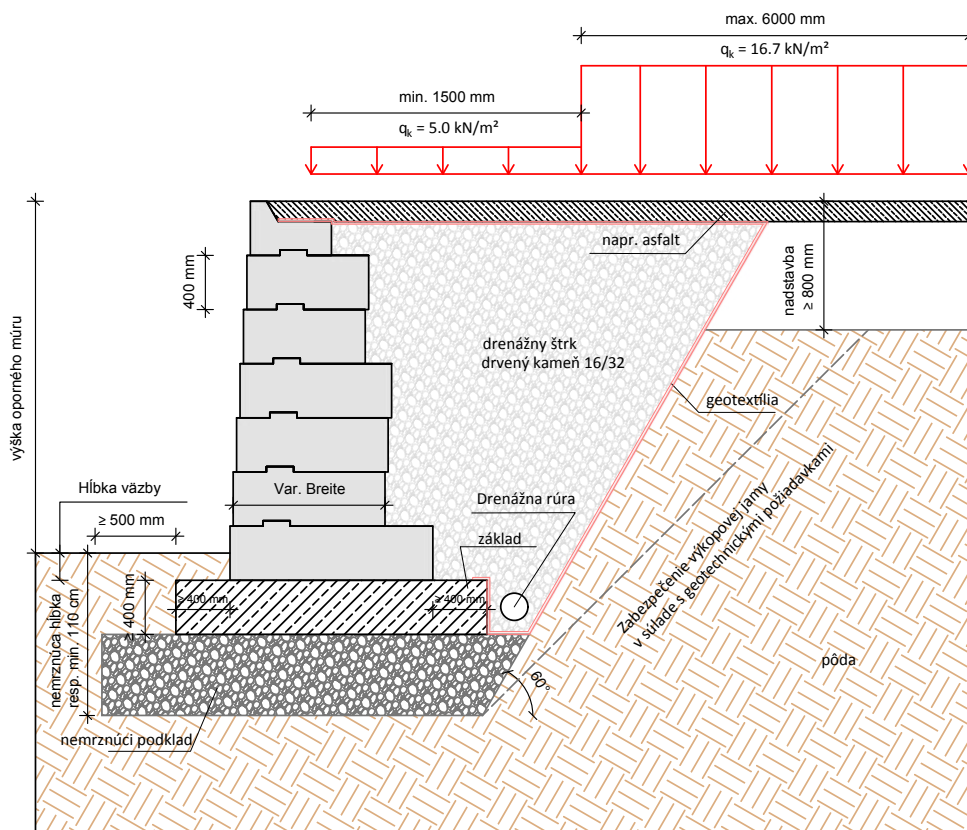 max. 6000 mm
qk = 16.7 kN/m²
min. 1500 mm
qk = 5.0 kN/m²
napr. asfalt
400 mm
nadstavba
≥ 800 mm
drenážny štrk
drvený kameň 16/32
geotextília
výška oporného múru
Hĺbka väzby
Var. Breite
Drenážna rúra
≥ 500 mm
základ
Zabezpečenie výkopovej jamy
v súlade s geotechnickými požiadavkami
≥ 400 mm
≥ 400 mm
≥ 400 mm
nemrznúca hĺbka
resp. min. 110 cm
pôda
60°
nemrznúci podklad